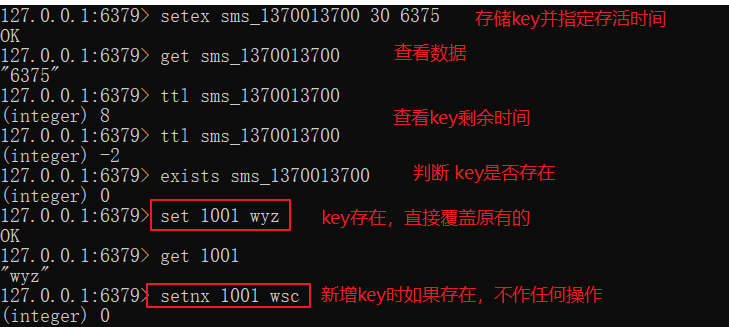 127.0.0.1:6379> setex sms_1370013700 30 6375 存储key并指定存活时间
OK
127.0.0.1:6379> get sms_1370013700 查看数据
"6375"
127.0.0.1:6379> ttl sms_1370013700
(integer) 8 查看key剩余时间
127.0.0.1:6379> ttl sms_1370013700
(integer) -2
127.0.0.1:6379> exists sms_1370013700 判断 key是否存在
(integer) 0
127.0.0.1:6379> set 1001 wyz key存在，直接覆盖原有的
OK
127.0.0.1:6379> get 1001
"wyz"
127.0.0.1:6379> setnx 1001 wsc 新增key时如果存在，不作任何操作
(integer) 0